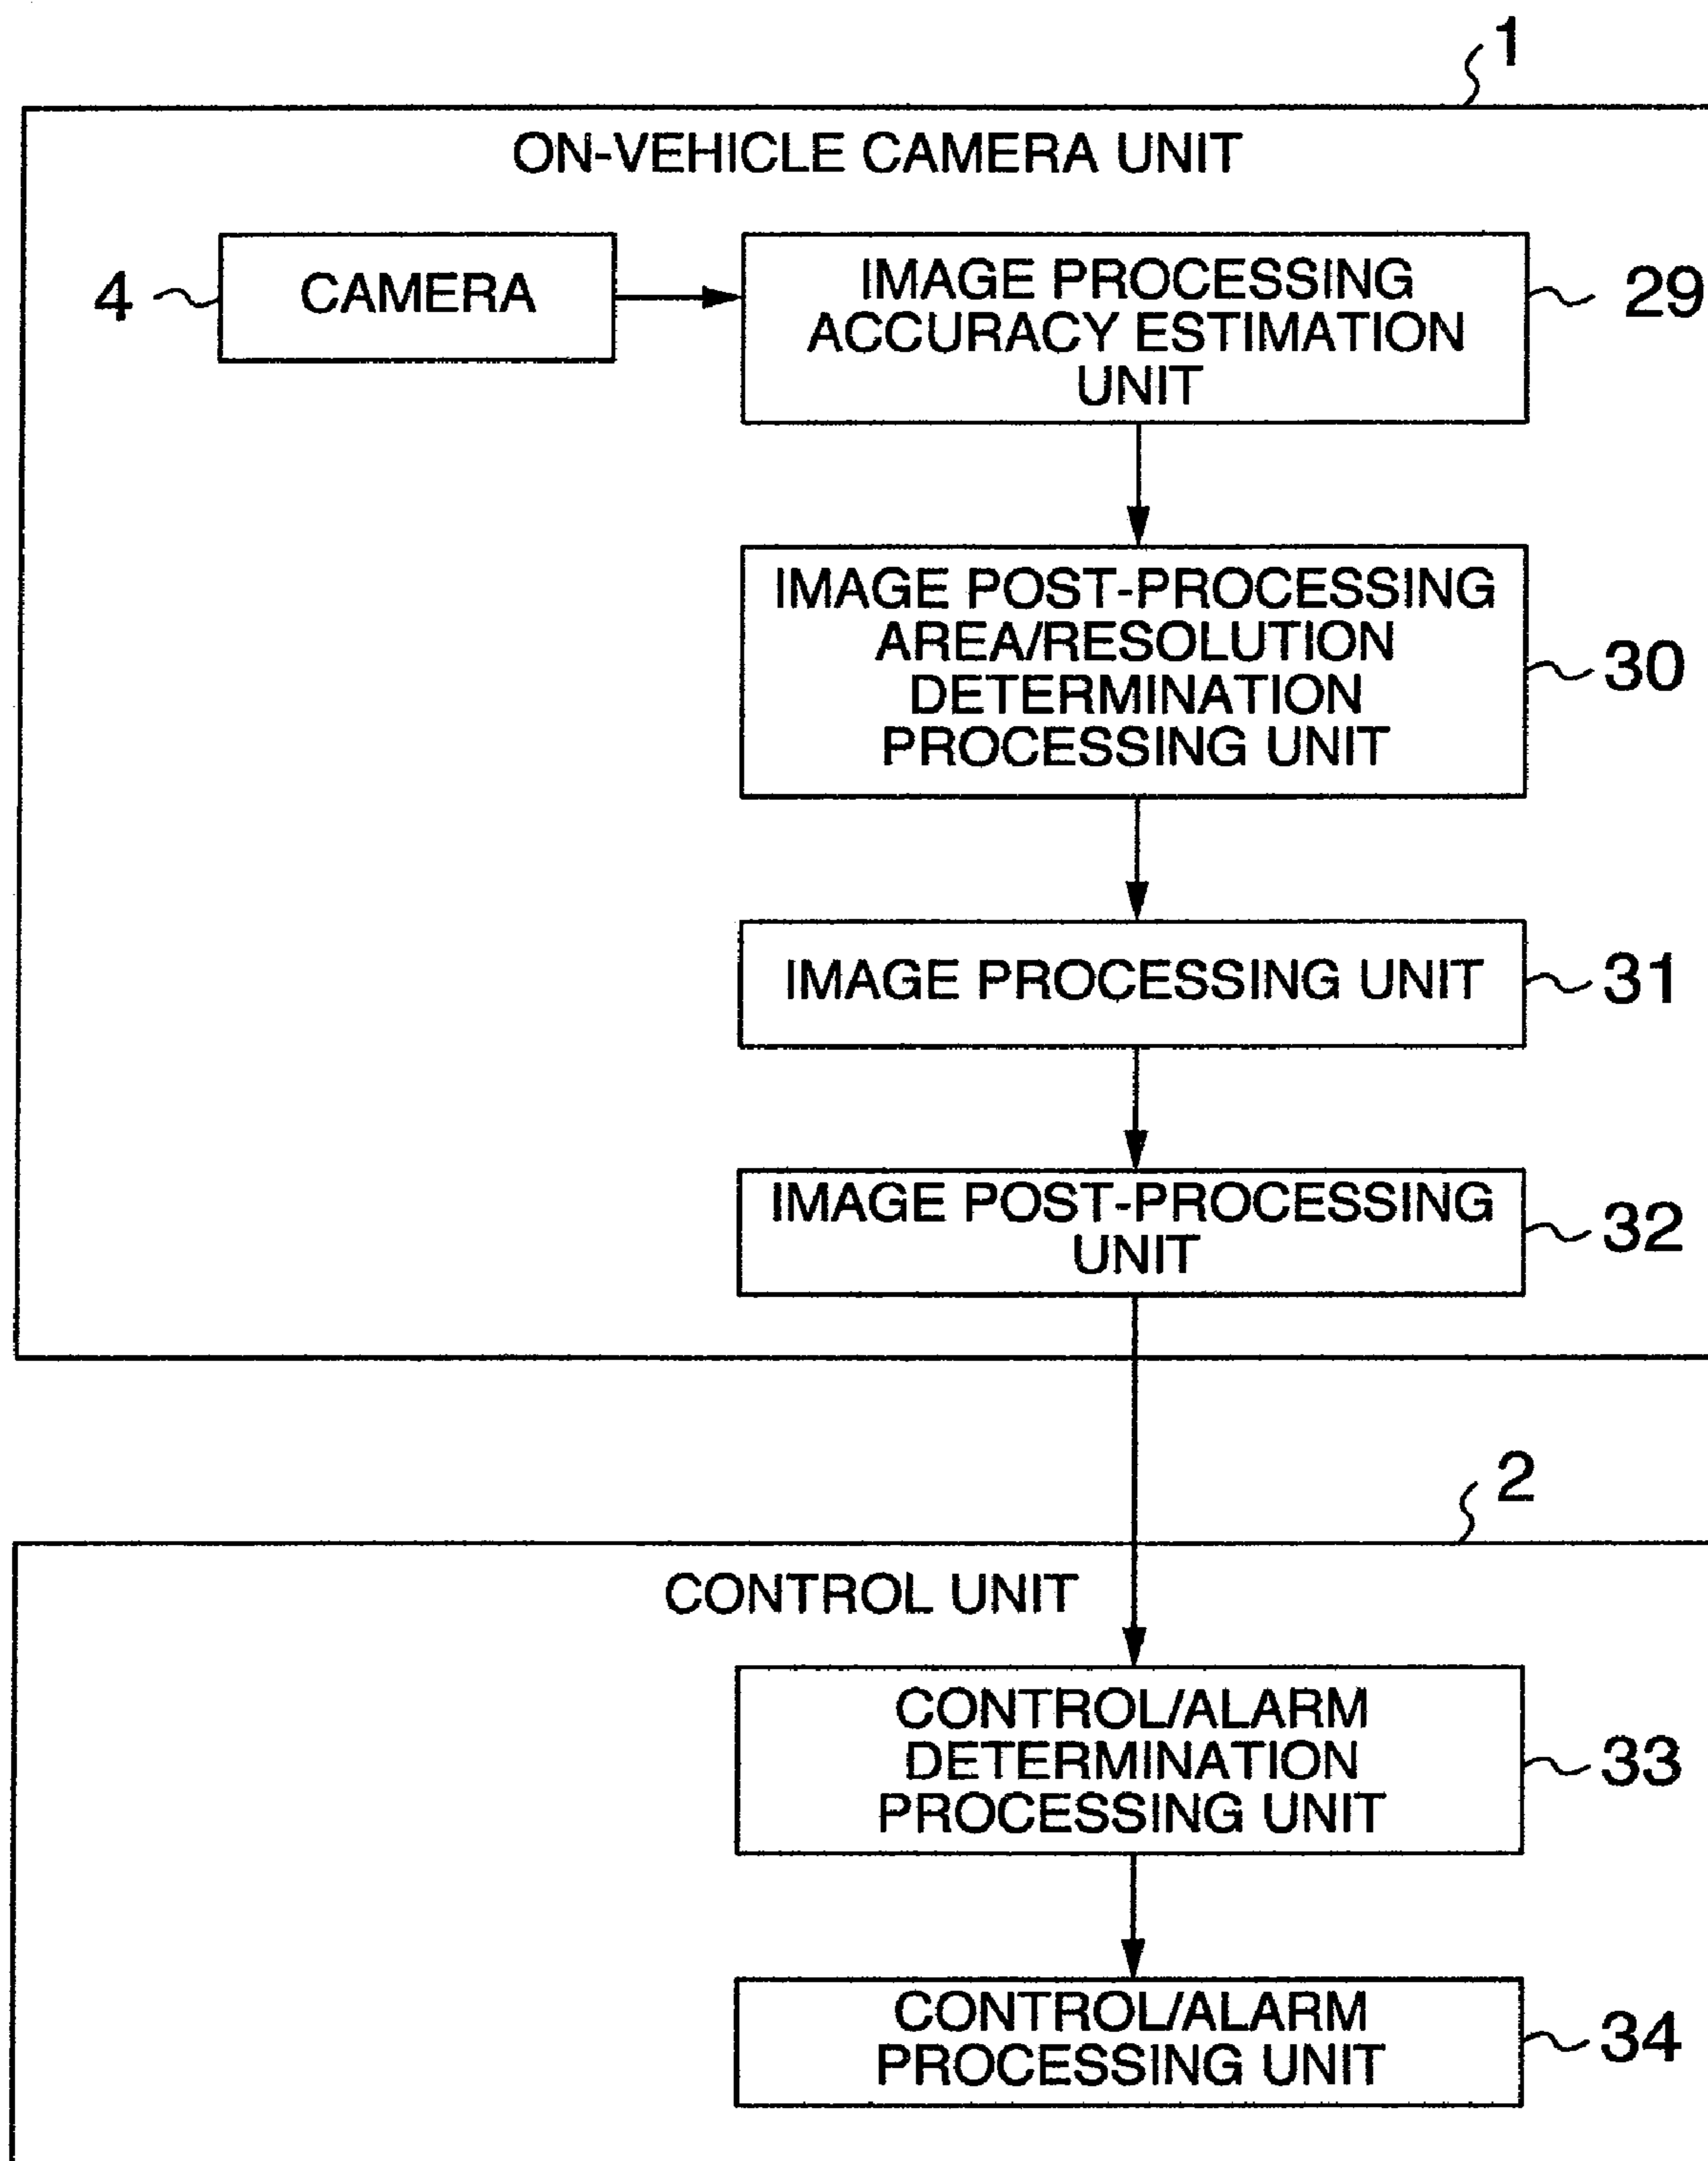 1
ON-VEHICLE CAMERA UNIT
4
CAMERA
IMAGE PROCESSING
ACCURACY ESTIMATION
UNIT
29
IMAGE POST-PROCESSING
AREA/RESOLUTION
DETERMINATION
PROCESSING UNIT
30
IMAGE PROCESSING UNIT
31
IMAGE POST-PROCESSING
UNIT
32
2
CONTROL UNIT
CONTROL/ALARM
DETERMINATION
PROCESSING UNIT
33
CONTROL/ALARM
PROCESSING UNIT
34